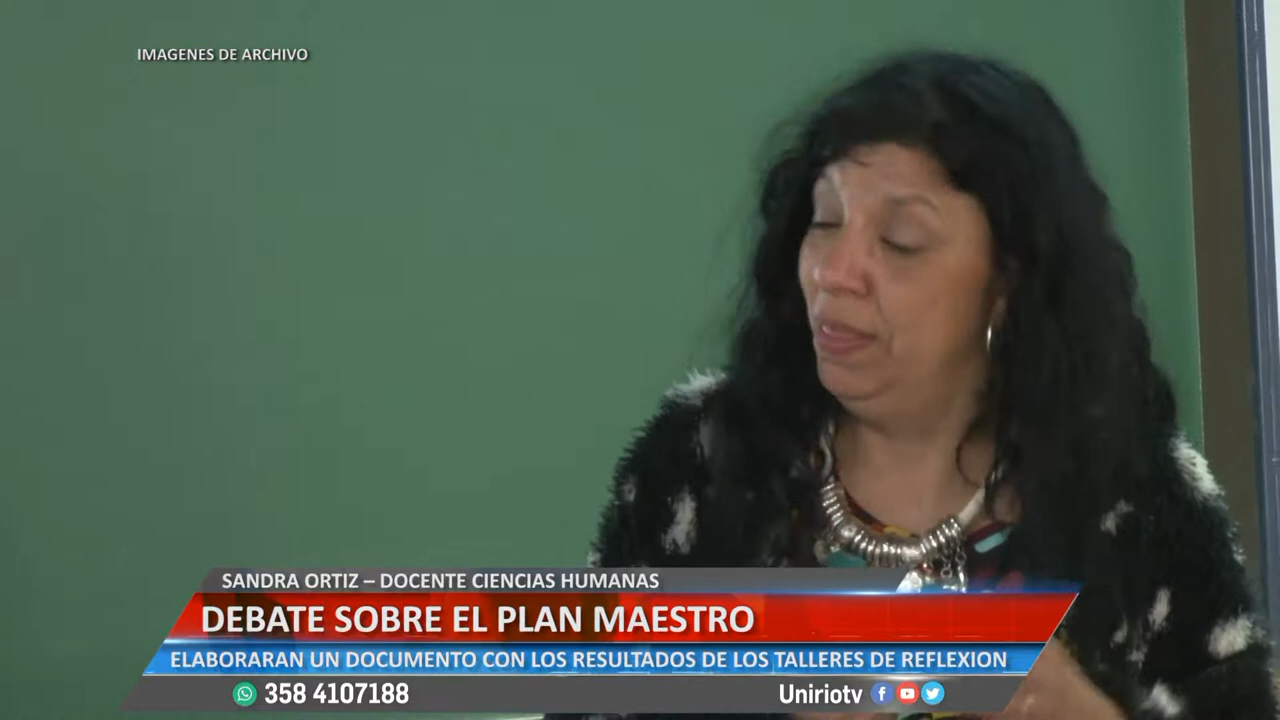 IMAGENES DE ARCHIVO
SANDRA ORTIZ – DOCENTE CIENCIAS HUMANAS
DEBATE SOBRE EL PLAN MAESTRO
ELABORARAN UN DOCUMENTO CON LOS RESULTADOS DE LOS TALLERES DE REFLEXION
358 4107188 Uniriotv